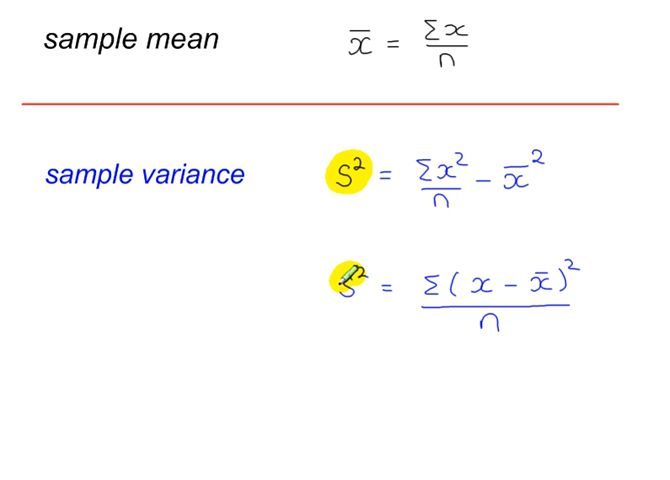 sample mean x̄ = Σx/n
sample variance S² = Σx²/n − x̄²
S² = Σ(x − x̄)²/n